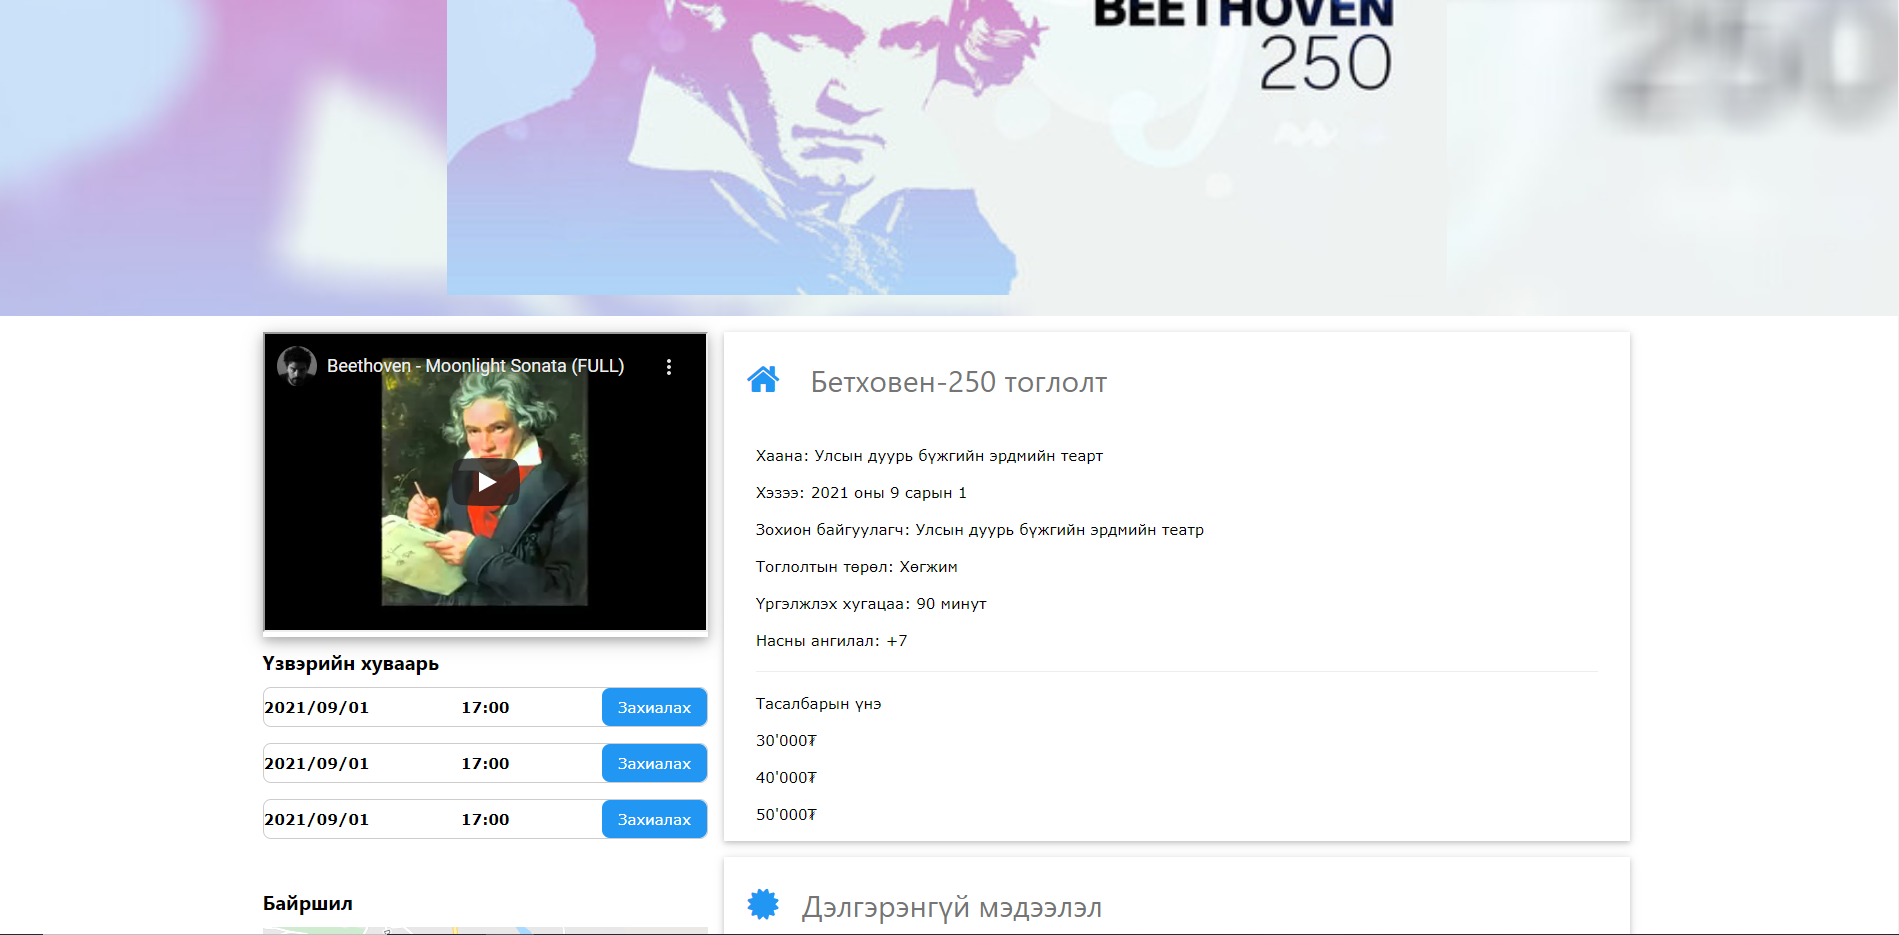 BEETHOVEN
250
250
Beethoven - Moonlight Sonata (FULL)
Үзвэрийн хуваарь
2021/09/01 17:00 Захиалах
2021/09/01 17:00 Захиалах
2021/09/01 17:00 Захиалах
Байршил
Бетховен-250 тоглолт
Хаана: Улсын дуурь бүжгийн эрдмийн теарт
Хэзээ: 2021 оны 9 сарын 1
Зохион байгуулагч: Улсын дуурь бүжгийн эрдмийн театр
Тоглолтын төрөл: Хөгжим
Үргэлжлэх хугацаа: 90 минут
Насны ангилал: +7
Тасалбарын үнэ
30'000₮
40'000₮
50'000₮
Дэлгэрэнгүй мэдээлэл